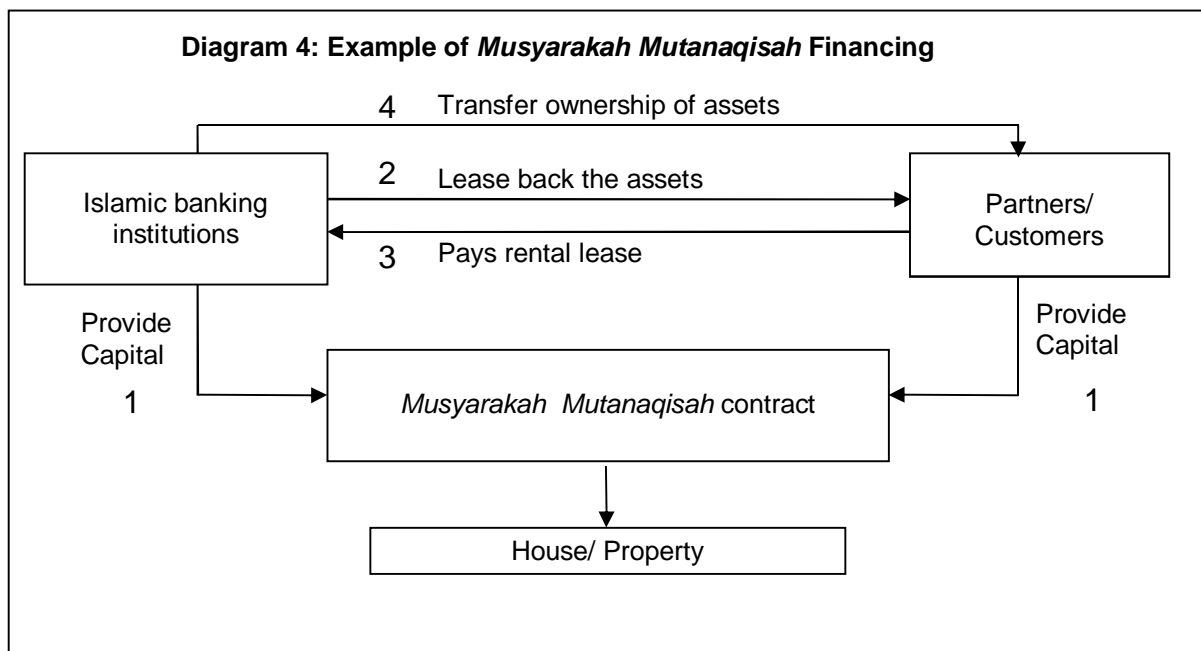 Diagram 4: Example of Musyarakah Mutanaqisah Financing
4 Transfer ownership of assets
2 Lease back the assets
Islamic banking
institutions
Partners/
Customers
3 Pays rental lease
Provide
Capital
1
Provide
Capital
1
Musyarakah Mutanaqisah contract
House/ Property